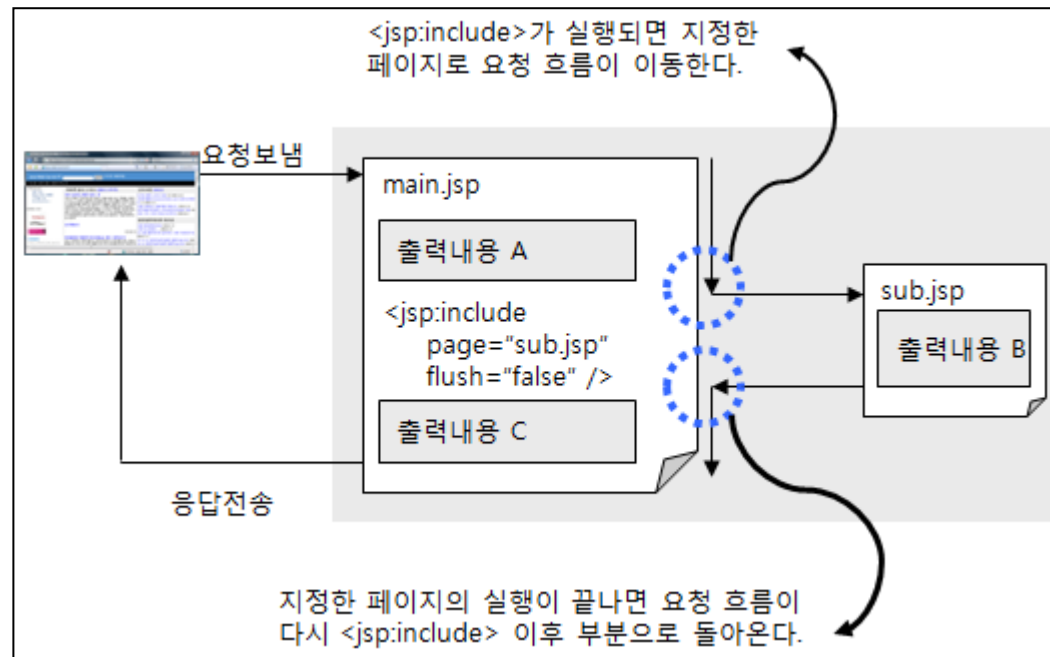 <jsp:include>가 실행되면 지정한
페이지로 요청 흐름이 이동한다.
요청보냄
main.jsp
출력내용 A
<jsp:include
page="sub.jsp"
flush="false" />
출력내용 C
sub.jsp
출력내용 B
응답전송
지정한 페이지의 실행이 끝나면 요청 흐름이
다시 <jsp:include> 이후 부분으로 돌아온다.